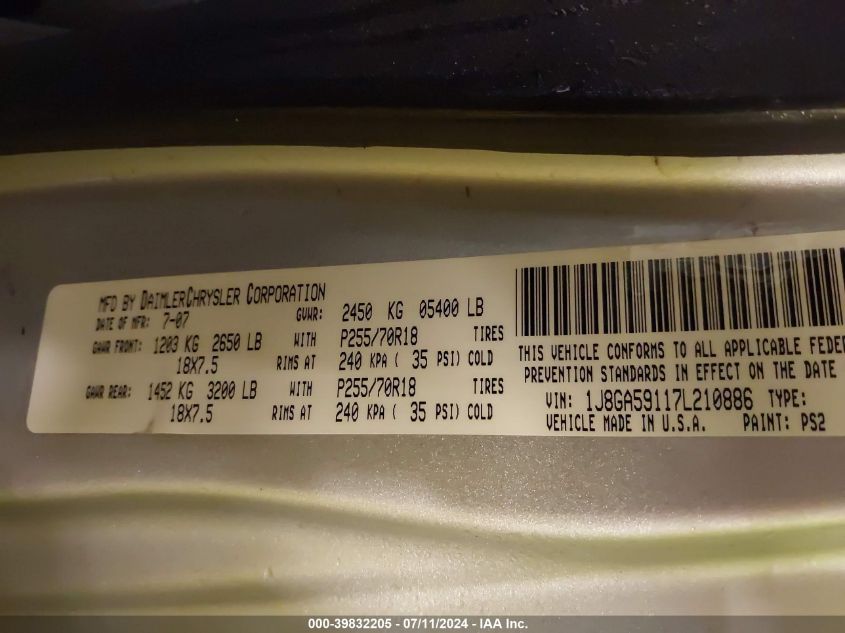 MFD BY DAIMLERCHRYSLER CORPORATION
DATE OF MFR: 7-07 GVWR: 2450 KG 05400 LB
GAWR FRONT: 1203 KG 2650 LB WITH P255/70R18 TIRES
18X7.5 RIMS AT 240 KPA ( 35 PSI) COLD
GAWR REAR: 1452 KG 3200 LB WITH P255/70R18 TIRES
18X7.5 RIMS AT 240 KPA ( 35 PSI) COLD
THIS VEHICLE CONFORMS TO ALL APPLICABLE FEDER
PREVENTION STANDARDS IN EFFECT ON THE DATE
VIN: 1J8GA59117L210886 TYPE:
VEHICLE MADE IN U.S.A. PAINT: PS2
000-39832205 - 07/11/2024 - IAA Inc.